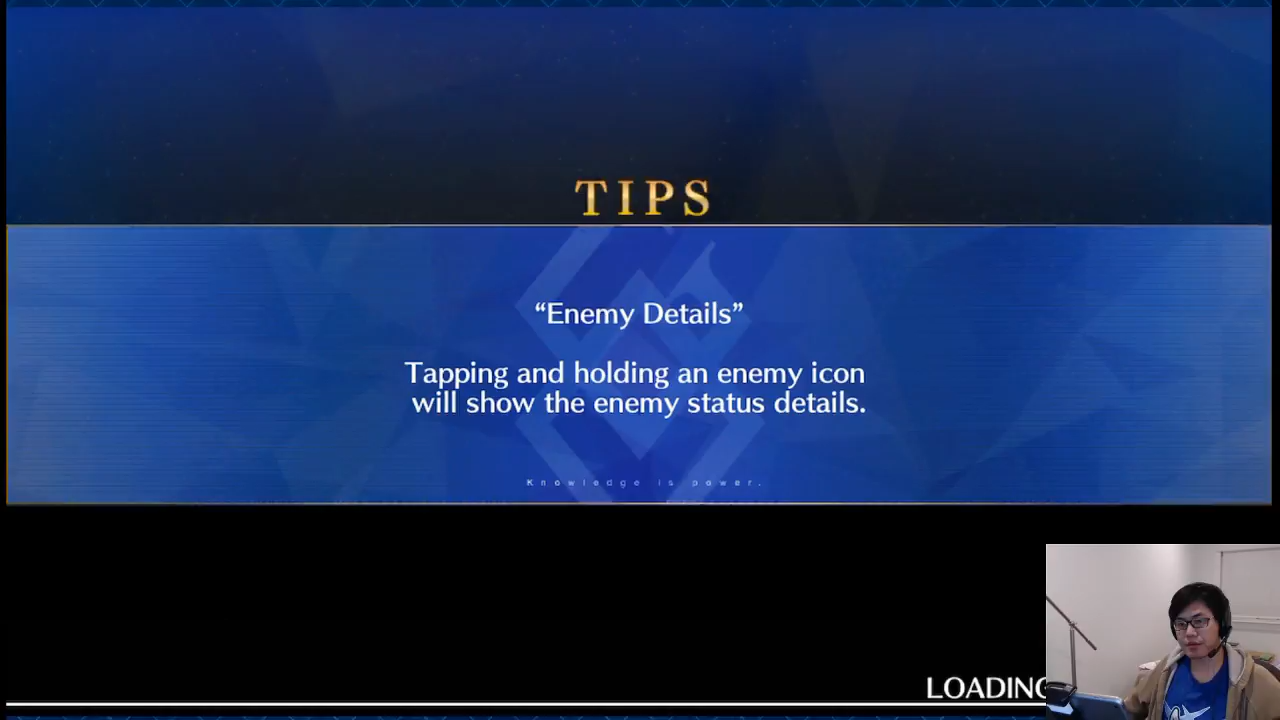 TIPS
“Enemy Details”
Tapping and holding an enemy icon
will show the enemy status details.
Knowledge is power.
LOADING